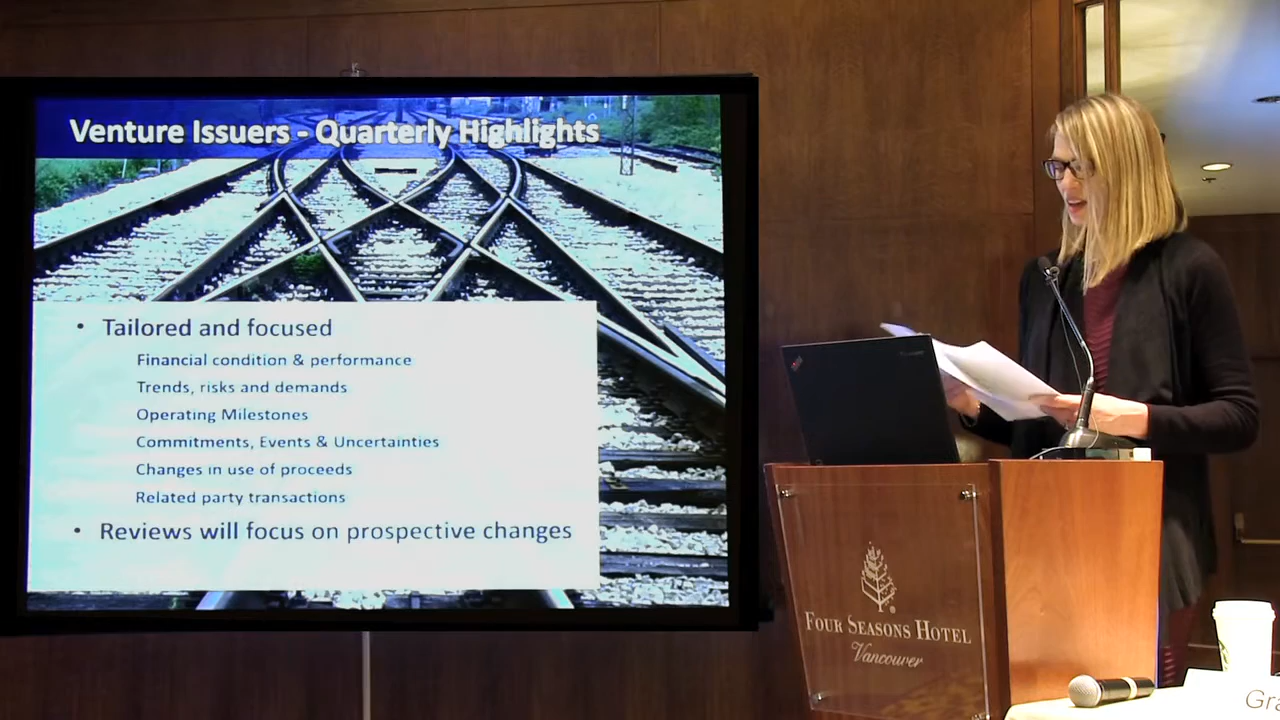 Venture Issuers - Quarterly Highlights
• Tailored and focused
Financial condition & performance
Trends, risks and demands
Operating Milestones
Commitments, Events & Uncertainties
Changes in use of proceeds
Related party transactions
• Reviews will focus on prospective changes
FOUR SEASONS HOTEL
Vancouver
Gra